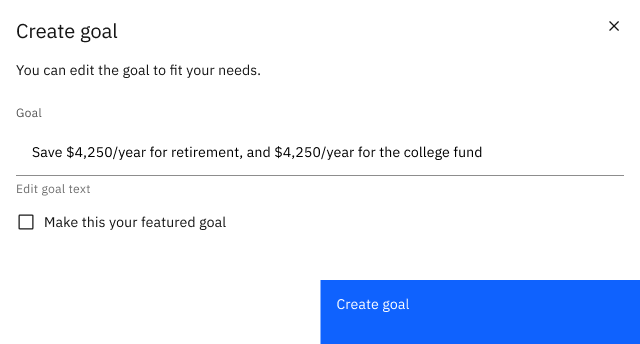 Create goal
You can edit the goal to fit your needs.
Goal
Save $4,250/year for retirement, and $4,250/year for the college fund
Edit goal text
Make this your featured goal
Create goal